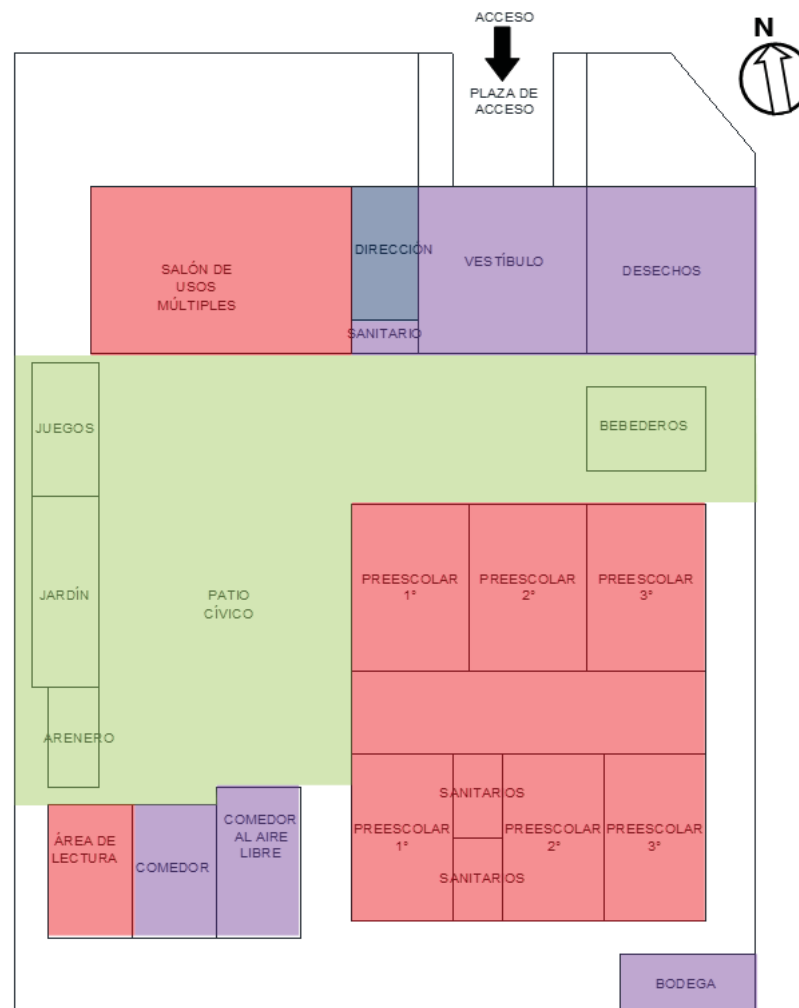 ACCESO
N
PLAZA DE
ACCESO
DIRECCIÓN
VESTÍBULO
DESECHOS
SALÓN DE
USOS
MÚLTIPLES
SANITARIO
JUEGOS
BEBEDEROS
PREESCOLAR
1°
PREESCOLAR
2°
PREESCOLAR
3°
JARDÍN
PATIO
CÍVICO
ARENERO
SANITARIOS
ÁREA DE
LECTURA
COMEDOR
COMEDOR
AL AIRE
LIBRE
PREESCOLAR
1°
PREESCOLAR
2°
PREESCOLAR
3°
SANITARIOS
BODEGA